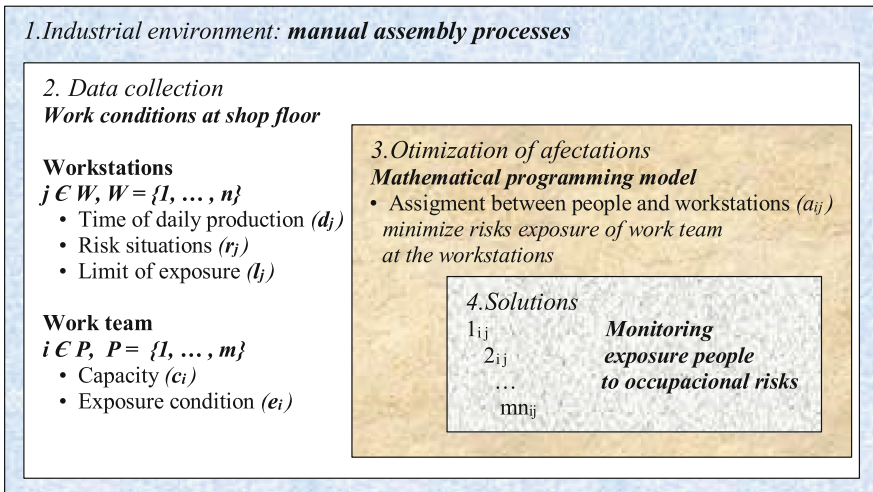 1.Industrial environment: manual assembly processes
2. Data collection
Work conditions at shop floor
Workstations
j Є W, W = {1, … , n}
• Time of daily production (dj)
• Risk situations (rj)
• Limit of exposure (lj)
Work team
i Є P, P = {1, … , m}
• Capacity (ci)
• Exposure condition (ei)
3.Otimization of afectations
Mathematical programming model
• Assigment between people and workstations (aij)
minimize risks exposure of work team
at the workstations
4.Solutions
1ij
2ij
…
mnij
Monitoring
exposure people
to occupacional risks